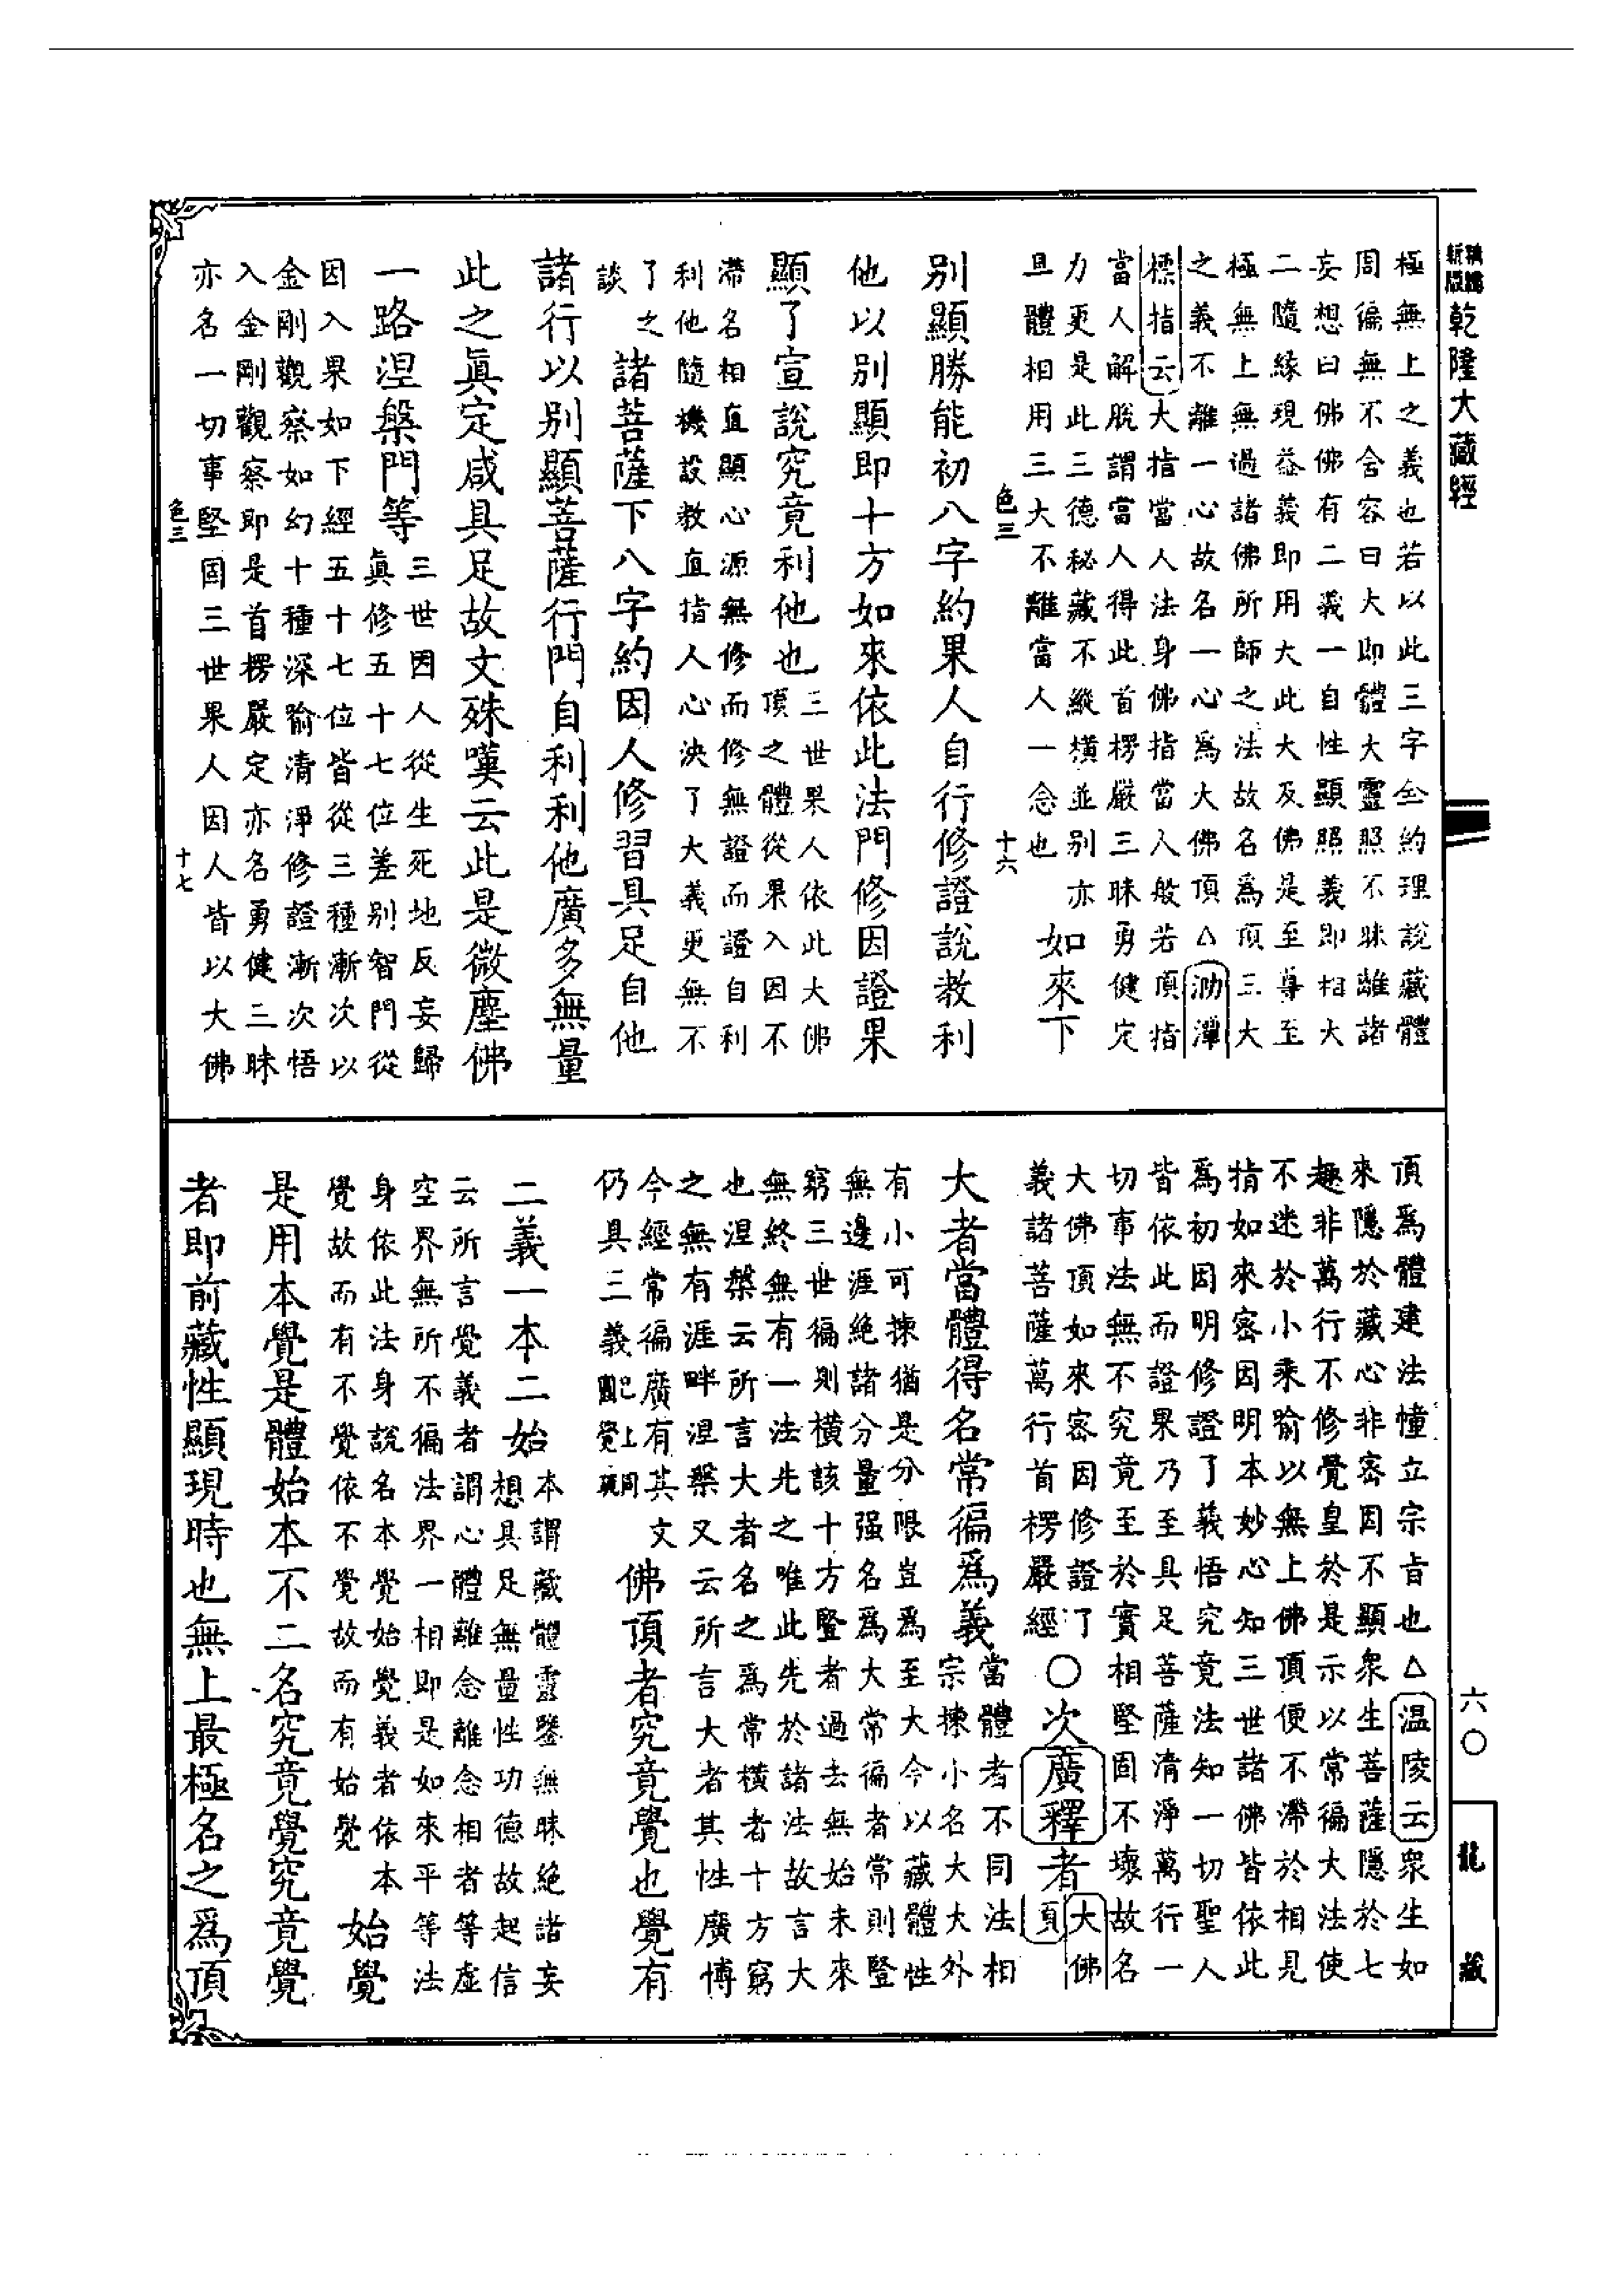 精編新版
乾隆大藏經
極無上之義也若以此三字全約理說藏體
周徧無不含容曰大即體大靈照不昧離諸
妄想曰佛佛有二義一自性顯照義即相大
二隨緣現益義即用大此大及佛是至尊至
極無上無過諸佛所師之法故名爲頂三大
之義不離一心故名一心爲大佛頂△泐潭
標指云大指當人法身佛指當人般若頂指
當人解脫謂當人得此首楞嚴三昧勇健定
力更是此三德秘藏不縱橫並別亦
且體相用三大不離當人一念也
如來下
色三 十六
別顯勝能初八字約果人自行修證說教利
他以別顯即十方如來依此法門修因證果
顯了宣說究竟利他也
三世果人依此大佛
頂之體從果入因不
滯名相直顯心源無修而修無證而證自利
利他隨機設教直指人心決了大義更無不
了之
談
諸菩薩下八字約因人修習具足自他
諸行以別顯菩薩行門自利利他廣多無量
此之眞定咸具足故文殊嘆云此是微塵佛
一路涅槃門等
三世因人從生死地反妄歸
眞修五十七位差別智門從
因入果如下經五十七位皆從三種漸次以
金剛觀察如幻十種深喻清淨修證漸次悟
入金剛觀察即是首楞嚴定亦名勇健三昧
亦名一切事堅固三世果人因人皆以大佛
色三 十七
頂爲體建法幢立宗旨也△温陵云衆生如
來隱於藏心非密因不顯衆生菩薩隱於七
趣非萬行不修覺皇於是示以常徧大法使
不迷於小乘喻以無上佛頂便不滯於相見
指如來密因明本妙心知三世諸佛皆依此
爲初因明修證了義悟究竟法知一切聖人
皆依此而證果乃至具足菩薩清淨萬行一
切事法無不究竟至於實相堅固不壞故名
大佛頂如來密因修證了
義諸菩薩萬行首楞嚴經
○次廣釋者
大佛
頂
大者當體得名常徧爲義
當體者不同法相
宗揀小名大大外
有小可揀猶是分限豈爲至大今以藏體性
無邊涯絶諸分量强名爲大常徧者常則豎
窮三世徧則橫該十方豎者過去無始未來
無終無有一法先之唯此先於諸法故言大
也涅槃云所言大者名之爲常橫者十方窮
之無有涯畔涅槃又云所言大者其性廣博
今經常徧廣有其文
仍具三義
佛頂者究竟覺也覺有
二義一本二始
本謂藏體靈鑒無昧絶諸妄
想具足無量性功德故起信
云所言覺義者謂心體離念離念相者等虛
空界無所不徧法界一相即是如來平等法
身依此法身說名本覺始覺義者依本
覺故而有不覺依不覺故而有始覺
始覺
是用本覺是體始本不二名究竟覺究竟覺
者即前藏性顯現時也無上最極名之爲頂
六〇
龍藏